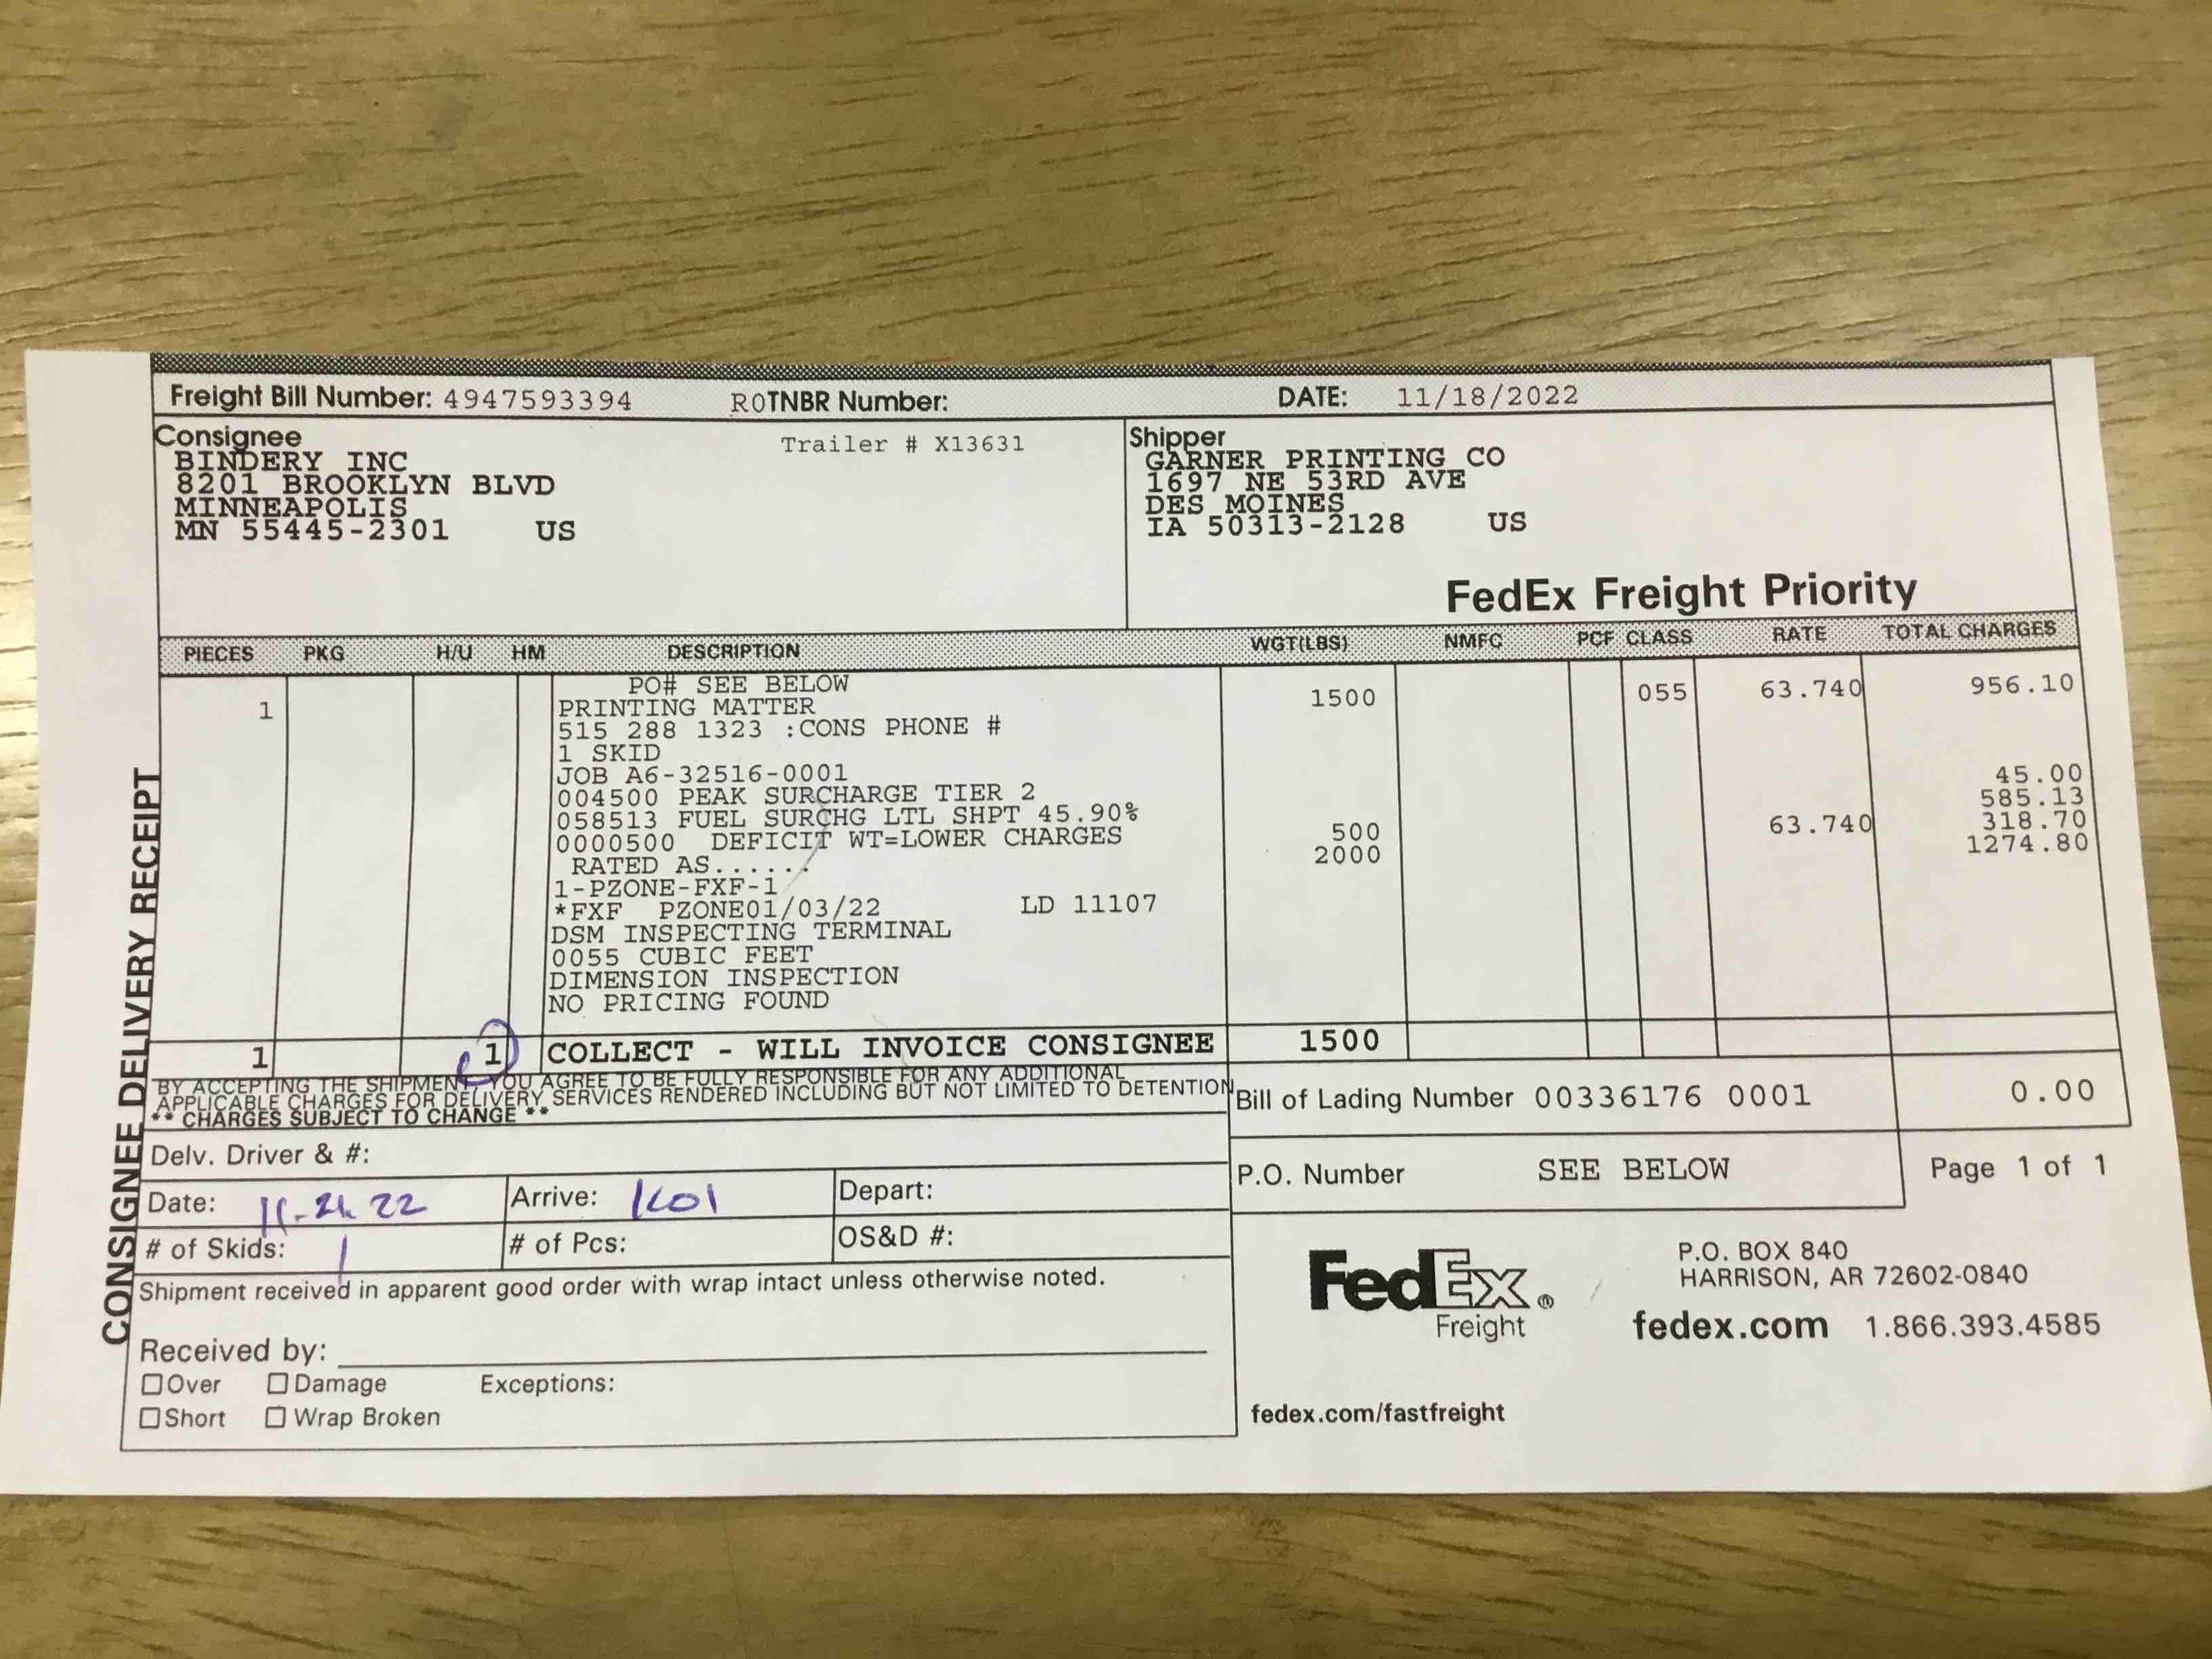 Freight Bill Number: 4947593394 ROTNBR Number: DATE: 11/18/2022
Consignee
BINDERY INC
8201 BROOKLYN BLVD
MINNEAPOLIS
MN 55445-2301 US
Trailer # X13631
Shipper
GARNER PRINTING CO
1697 NE 53RD AVE
DES MOINES
IA 50313-2128 US
FedEx Freight Priority
PIECES PKG H/U HM DESCRIPTION WGT(LBS) NMFC PCF CLASS RATE TOTAL CHARGES
PO# SEE BELOW
1 PRINTING MATTER 1500 055 63.740 956.10
515 288 1323 :CONS PHONE #
1 SKID
JOB A6-32516-0001
004500 PEAK SURCHARGE TIER 2 45.00
058513 FUEL SURCHG LTL SHPT 45.90% 585.13
0000500 DEFICIT WT=LOWER CHARGES 500 63.740 318.70
RATED AS...... 2000 1274.80
1-PZONE-FXF-1
*FXF PZONE01/03/22 LD 11107
DSM INSPECTING TERMINAL
0055 CUBIC FEET
DIMENSION INSPECTION
NO PRICING FOUND
1 1 COLLECT - WILL INVOICE CONSIGNEE 1500
BY ACCEPTING THE SHIPMENT, YOU AGREE TO BE FULLY RESPONSIBLE FOR ANY ADDITIONAL
APPLICABLE CHARGES FOR DELIVERY SERVICES RENDERED INCLUDING BUT NOT LIMITED TO DETENTION
** CHARGES SUBJECT TO CHANGE **
Bill of Lading Number 00336176 0001 0.00
P.O. Number SEE BELOW Page 1 of 1
Delv. Driver & #:
Date: 11-21-22 Arrive: Depart:
# of Skids: 1 # of Pcs: OS&D #:
Shipment received in apparent good order with wrap intact unless otherwise noted.
Received by:
Over Damage Exceptions:
Short Wrap Broken
FedEx®
Freight
P.O. BOX 840
HARRISON, AR 72602-0840
fedex.com 1.866.393.4585
fedex.com/fastfreight
CONSIGNEE DELIVERY RECEIPT